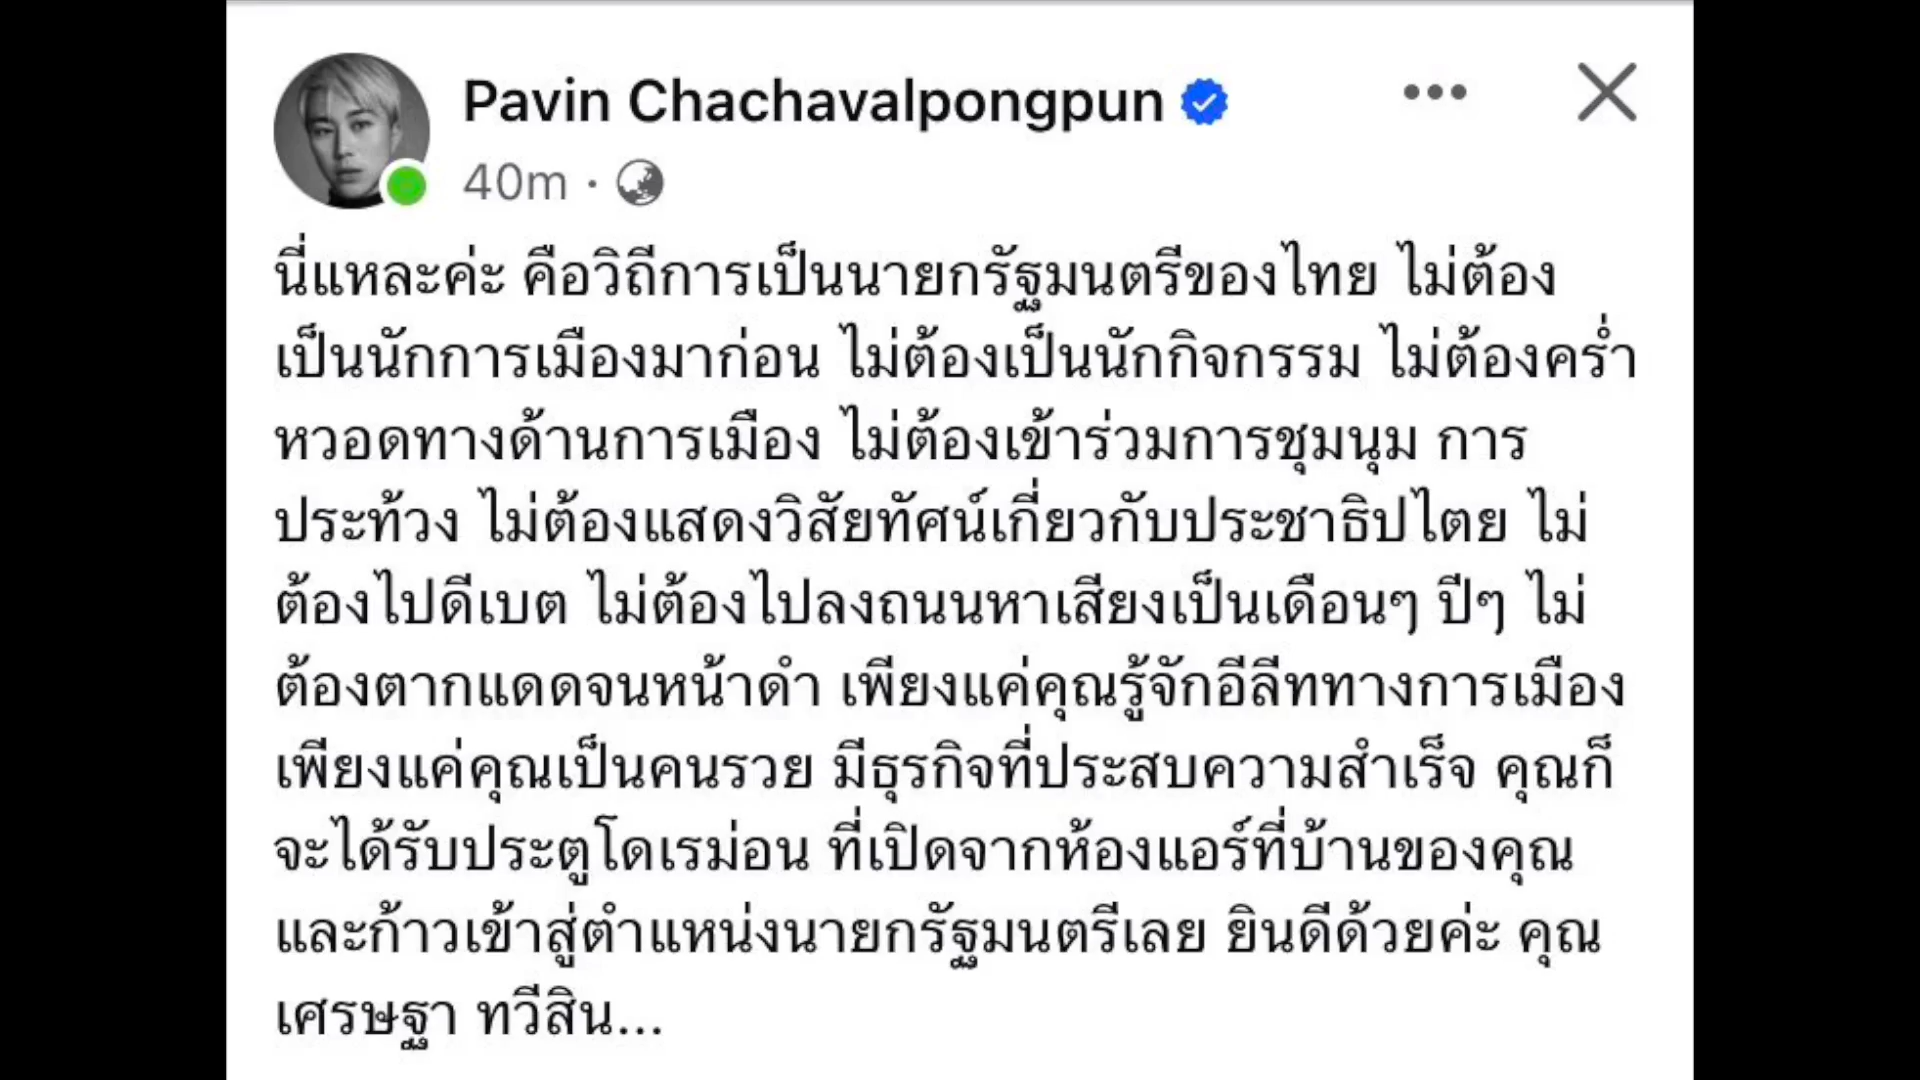 Pavin Chachavalpongpun
40m ·
นี่แหละค่ะ คือวิถีการเป็นนายกรัฐมนตรีของไทย ไม่ต้อง
เป็นนักการเมืองมาก่อน ไม่ต้องเป็นนักกิจกรรม ไม่ต้องคร่ำ
หวอดทางด้านการเมือง ไม่ต้องเข้าร่วมการชุมนุม การ
ประท้วง ไม่ต้องแสดงวิสัยทัศน์เกี่ยวกับประชาธิปไตย ไม่
ต้องไปดีเบต ไม่ต้องไปลงถนนหาเสียงเป็นเดือนๆ ปีๆ ไม่
ต้องตากแดดจนหน้าดำ เพียงแค่คุณรู้จักอีลีททางการเมือง
เพียงแค่คุณเป็นคนรวย มีธุรกิจที่ประสบความสำเร็จ คุณก็
จะได้รับประตูโดเรม่อน ที่เปิดจากห้องแอร์ที่บ้านของคุณ
และก้าวเข้าสู่ตำแหน่งนายกรัฐมนตรีเลย ยินดีด้วยค่ะ คุณ
เศรษฐา ทวีสิน...